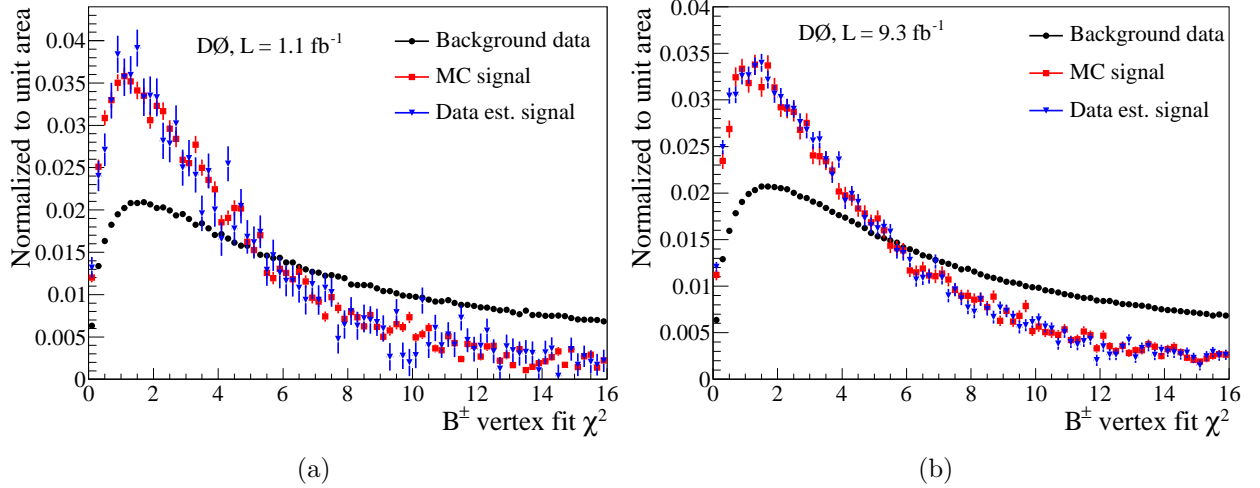 Normalized to unit area
0.04
0.035
0.03
0.025
0.02
0.015
0.01
0.005
0
DØ, L = 1.1 fb⁻¹
Background data
MC signal
Data est. signal
0 2 4 6 8 10 12 14 16
B± vertex fit χ²
(a)
Normalized to unit area
0.04
0.035
0.03
0.025
0.02
0.015
0.01
0.005
0
DØ, L = 9.3 fb⁻¹
Background data
MC signal
Data est. signal
0 2 4 6 8 10 12 14 16
B± vertex fit χ²
(b)